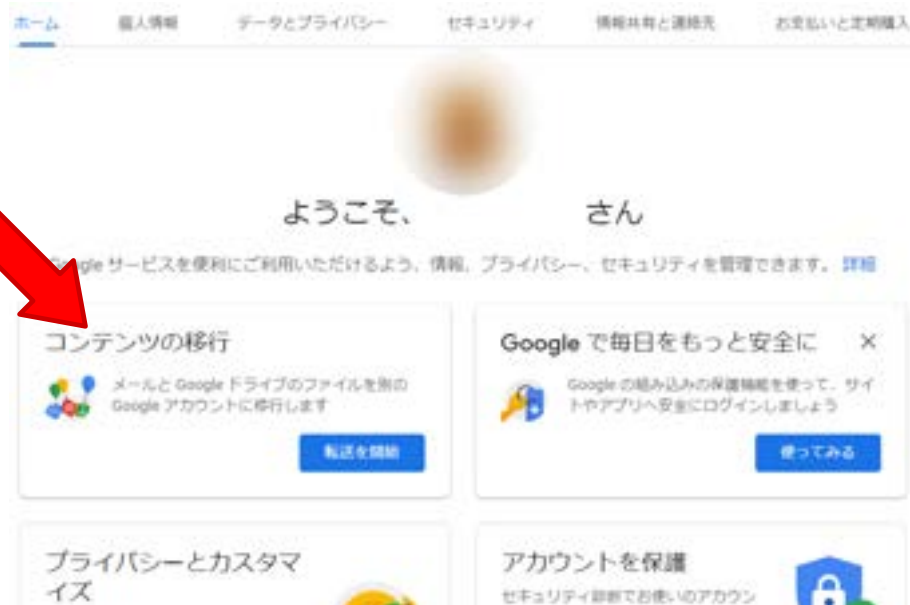 ホーム 個人情報 データとプライバシー セキュリティ 情報共有と連絡先 お支払いと定期購入
ようこそ、 さん
Google サービスを便利にご利用いただけるよう、情報、プライバシー、セキュリティを管理できます。 詳細
コンテンツの移行
メールと Google ドライブのファイルを別の
Google アカウントに移行します
転送を開始
Google で毎日をもっと安全に
Google の組み込みの保護機能を使って、サイ
トやアプリへ安全にログインしましょう
使ってみる
プライバシーとカスタマ
イズ
アカウントを保護
セキュリティ診断でお使いのアカウン